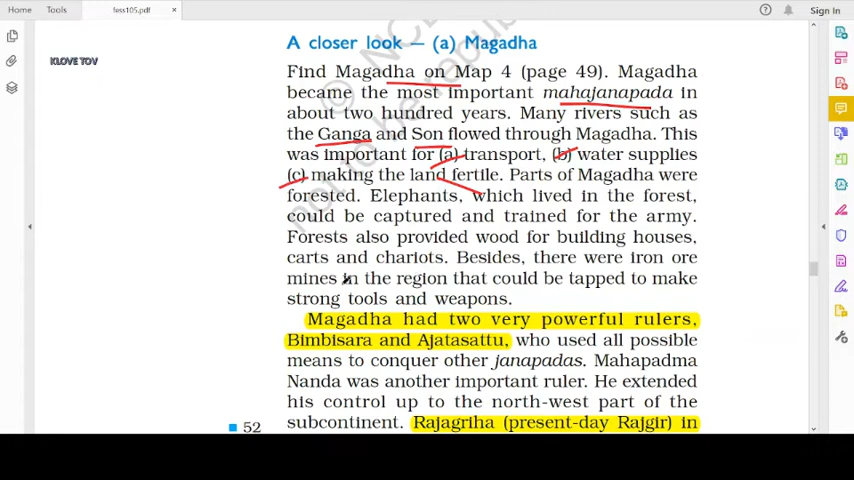 Home Tools fess105.pdf × Sign In
KLOVE TOV
A closer look — (a) Magadha
Find Magadha on Map 4 (page 49). Magadha
became the most important mahajanapada in
about two hundred years. Many rivers such as
the Ganga and Son flowed through Magadha. This
was important for (a) transport, (b) water supplies
(c) making the land fertile. Parts of Magadha were
forested. Elephants, which lived in the forest,
could be captured and trained for the army.
Forests also provided wood for building houses,
carts and chariots. Besides, there were iron ore
mines in the region that could be tapped to make
strong tools and weapons.
Magadha had two very powerful rulers,
Bimbisara and Ajatasattu, who used all possible
means to conquer other janapadas. Mahapadma
Nanda was another important ruler. He extended
his control up to the north-west part of the
52 subcontinent. Rajagriha (present-day Rajgir) in